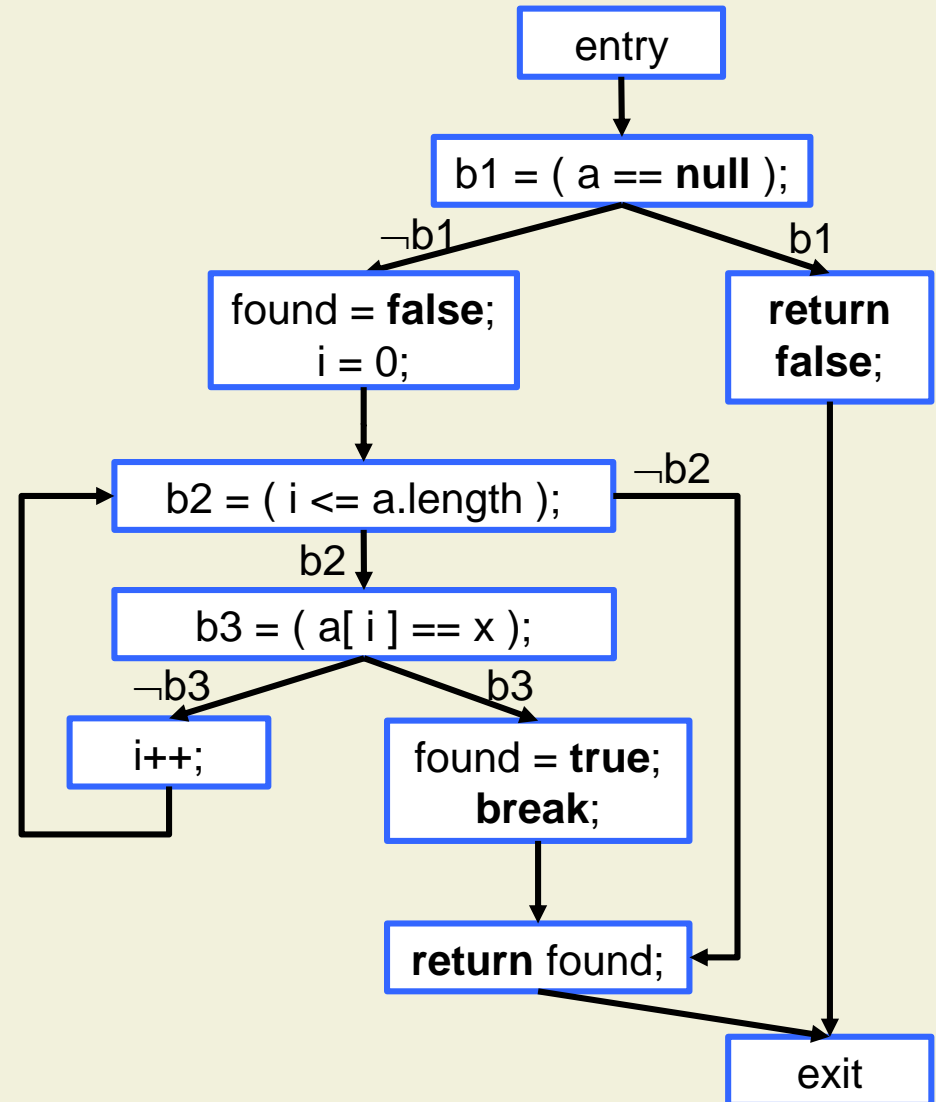 entry
b1 = ( a == null );
¬b1
b1
found = false;
i = 0;
return
false;
b2 = ( i <= a.length );
¬b2
b2
b3 = ( a[ i ] == x );
¬b3
b3
i++;
found = true;
break;
return found;
exit